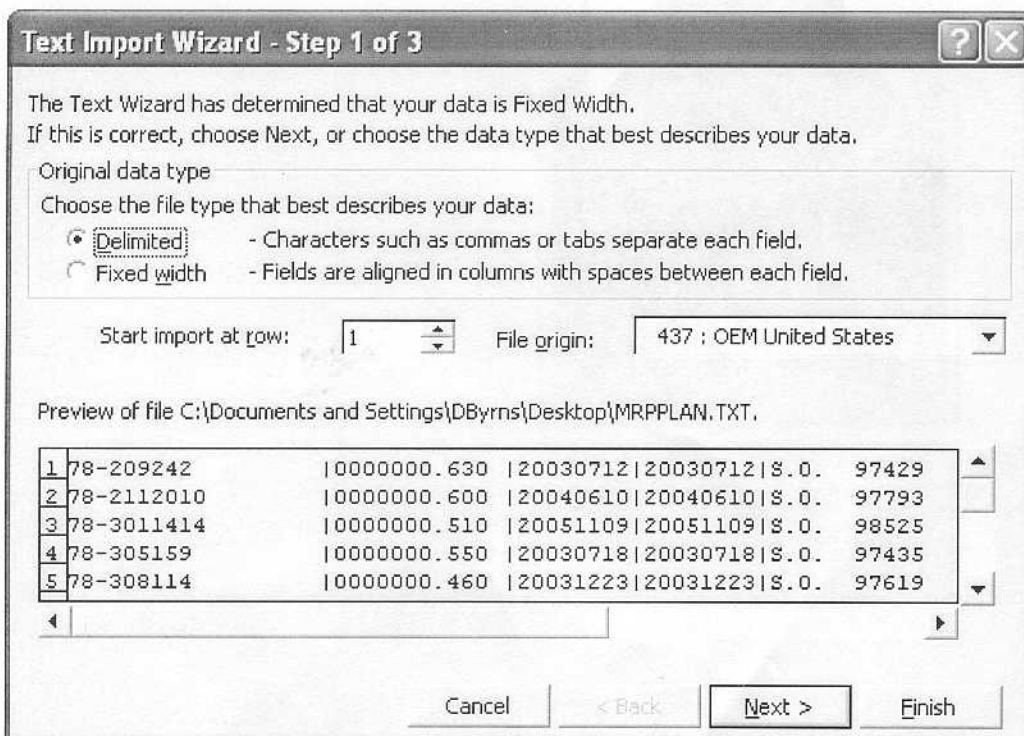 Text Import Wizard - Step 1 of 3
The Text Wizard has determined that your data is Fixed Width.
If this is correct, choose Next, or choose the data type that best describes your data.
Original data type
Choose the file type that best describes your data:
Delimited - Characters such as commas or tabs separate each field.
Fixed width - Fields are aligned in columns with spaces between each field.
Start import at row: 1 File origin: 437 : OEM United States
Preview of file C:\Documents and Settings\DByrns\Desktop\MRPPLAN.TXT.
1 78-209242 |0000000.630 |20030712|20030712|S.O. 97429
2 78-2112010 |0000000.600 |20040610|20040610|S.O. 97793
3 78-3011414 |0000000.510 |20051109|20051109|S.O. 98525
4 78-305159 |0000000.550 |20030718|20030718|S.O. 97435
5 78-308114 |0000000.460 |20031223|20031223|S.O. 97619
Cancel < Back Next > Finish